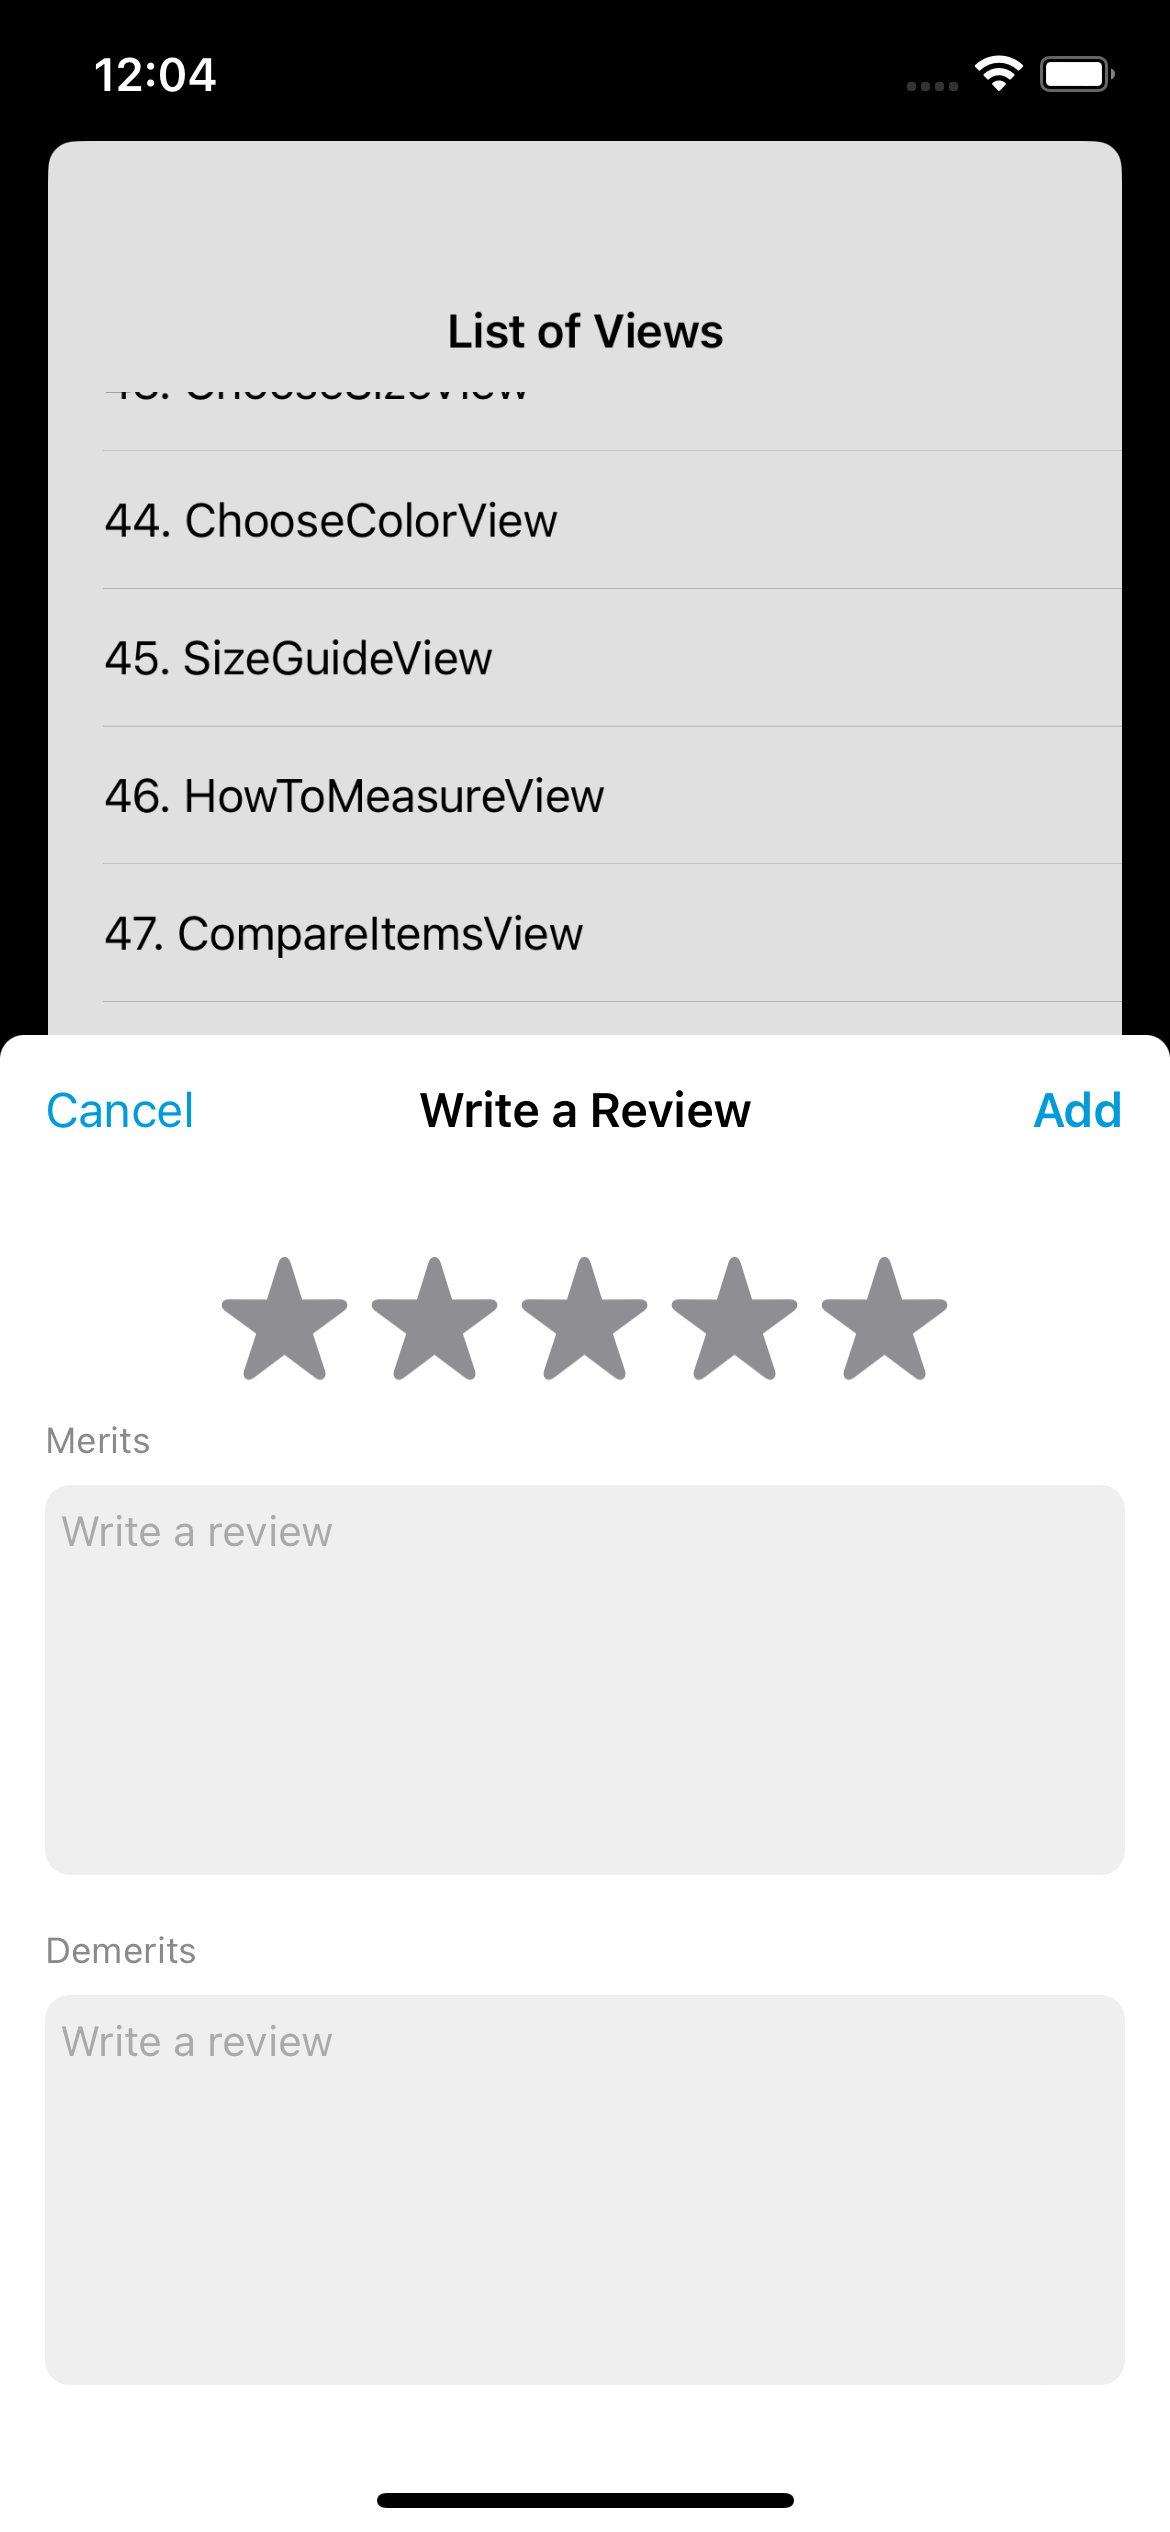 12:04
List of Views
ChooseSizeView
44. ChooseColorView
45. SizeGuideView
46. HowToMeasureView
47. CompareItemsView
Cancel
Write a Review
Add
Merits
Write a review
Demerits
Write a review